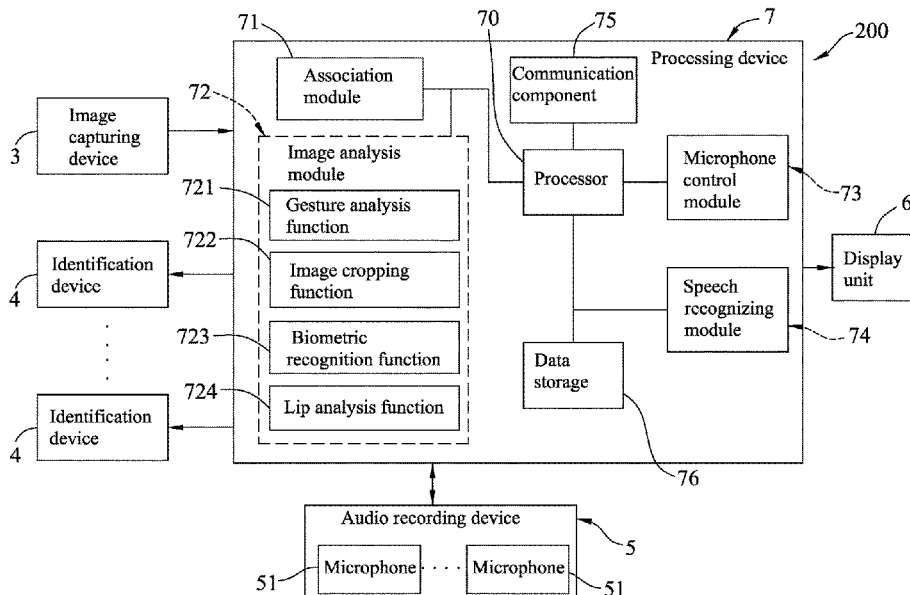 71
70
75
7
200
Processing device
Association
module
Communication
component
72
Image
capturing
device
3
Image analysis
module
Processor
Microphone
control
module
73
721
Gesture analysis
function
6
722
Identification
device
4
Image cropping
function
Display
unit
Speech
recognizing
module
74
723
Biometric
recognition function
Data
storage
724
Lip analysis function
Identification
device
4
76
Audio recording device
5
51
Microphone
Microphone
51